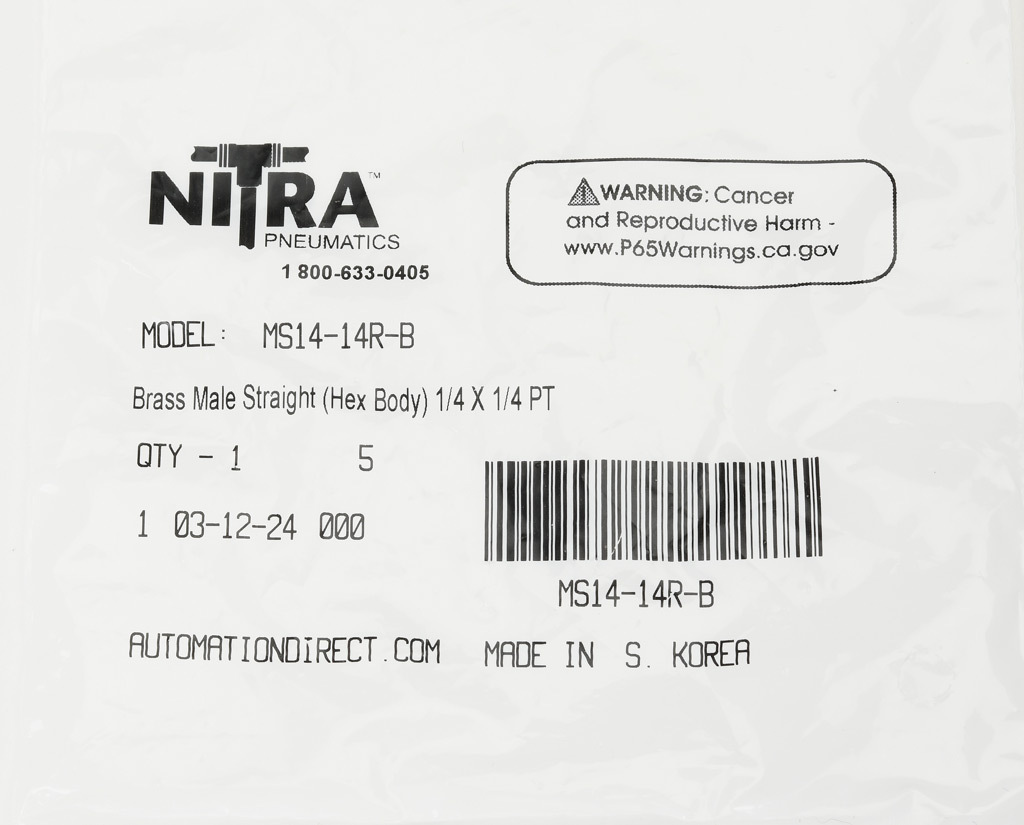 NITRA™
PNEUMATICS
1 800-633-0405
WARNING: Cancer
and Reproductive Harm -
www.P65Warnings.ca.gov
MODEL: MS14-14R-B
Brass Male Straight (Hex Body) 1/4 X 1/4 PT
QTY - 1 5
1 03-12-24 000
MS14-14R-B
AUTOMATIONDIRECT.COM MADE IN S. KOREA